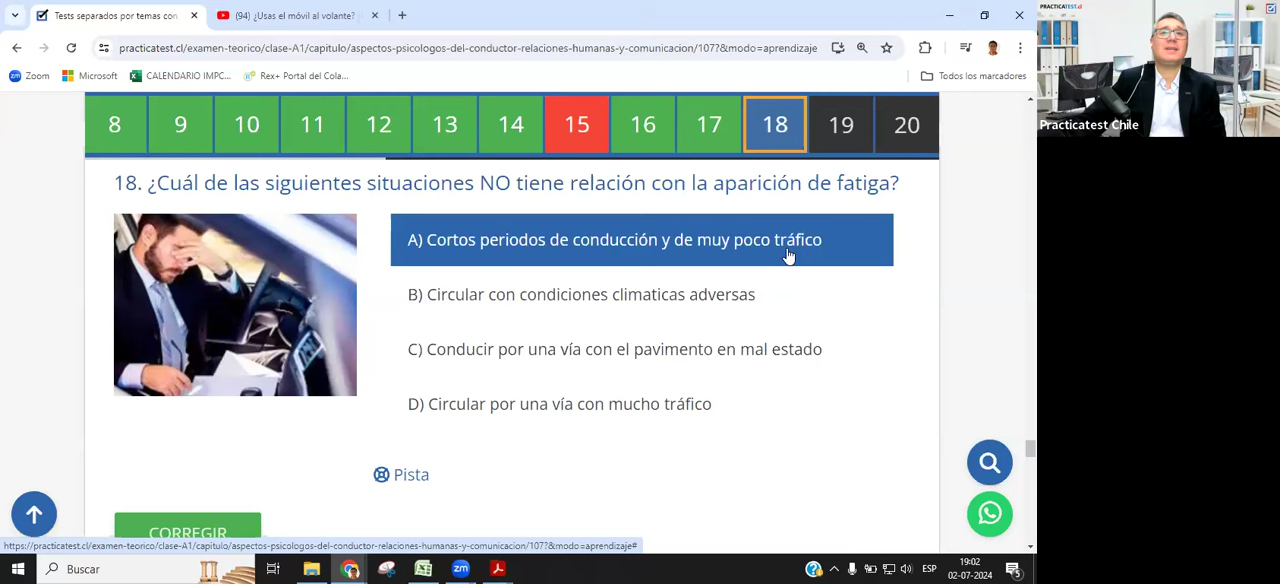 Tests separados por temas con
(94) ¿Usas el móvil al volante?
practicatest.cl/examen-teorico/clase-A1/capitulo/aspectos-psicologos-del-conductor-relaciones-humanas-y-comunicacion/107?&modo=aprendizaje
Zoom
Microsoft
CALENDARIO IMPC...
Rex+ Portal del Cola...
Todos los marcadores
PRACTICATEST.cl
Practicatest Chile
8 9 10 11 12 13 14 15 16 17 18 19 20
18. ¿Cuál de las siguientes situaciones NO tiene relación con la aparición de fatiga?
A) Cortos periodos de conducción y de muy poco tráfico
B) Circular con condiciones climaticas adversas
C) Conducir por una vía con el pavimento en mal estado
D) Circular por una vía con mucho tráfico
Pista
CORREGIR
https://practicatest.cl/examen-teorico/clase-A1/capitulo/aspectos-psicologos-del-conductor-relaciones-humanas-y-comunicacion/107?&modo=aprendizaje#
Buscar
ESP
19:02
02-07-2024
5